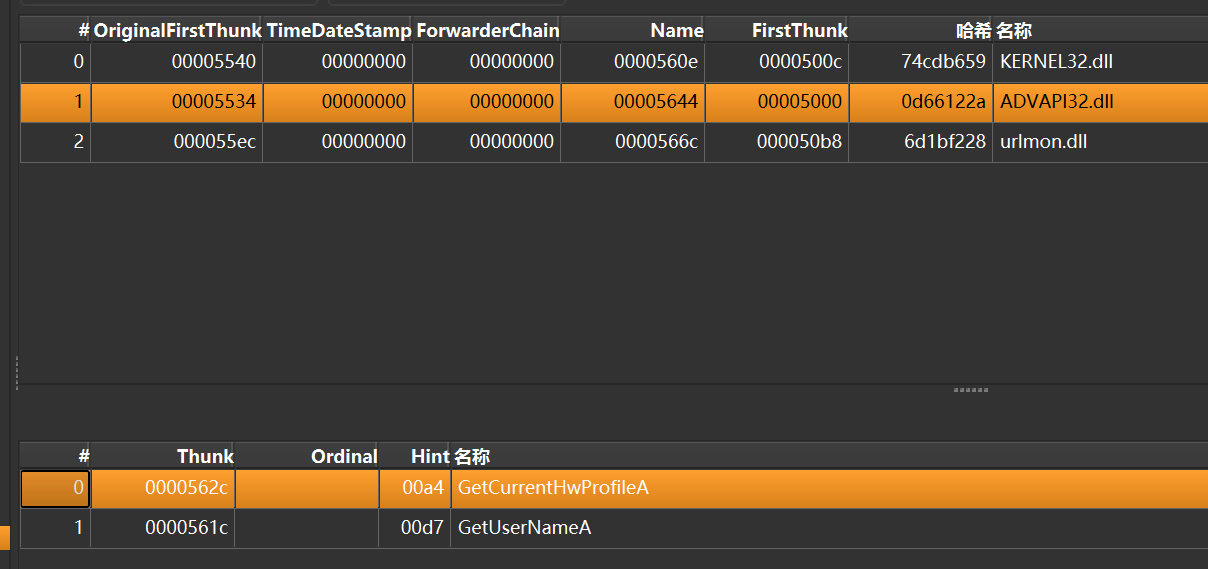 # OriginalFirstThunk TimeDateStamp ForwarderChain Name FirstThunk 哈希 名称
0 00005540 00000000 00000000 0000560e 0000500c 74cdb659 KERNEL32.dll
1 00005534 00000000 00000000 00005644 00005000 0d66122a ADVAPI32.dll
2 000055ec 00000000 00000000 0000566c 000050b8 6d1bf228 urlmon.dll
# Thunk Ordinal Hint 名称
0 0000562c 00a4 GetCurrentHwProfileA
1 0000561c 00d7 GetUserNameA